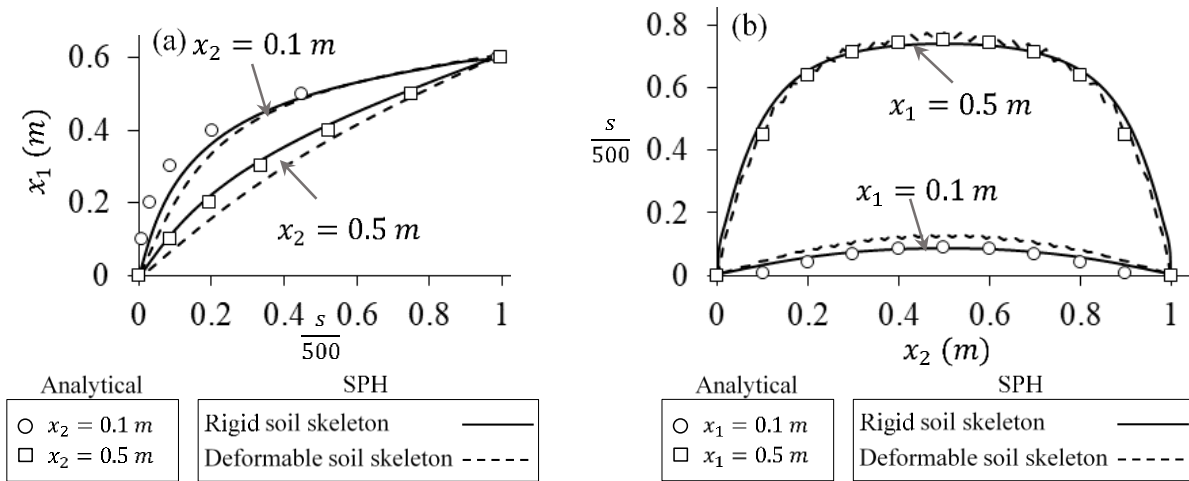 (a)
x₂ = 0.1 m
x₂ = 0.5 m
x₁ (m)
0.6
0.4
0.2
0
0 0.2 0.4 0.6 0.8 1
s/500
Analytical
x₂ = 0.1 m
x₂ = 0.5 m
SPH
Rigid soil skeleton
Deformable soil skeleton
(b)
x₁ = 0.5 m
x₁ = 0.1 m
s/500
0.8
0.6
0.4
0.2
0
0 0.2 0.4 0.6 0.8 1
x₂ (m)
Analytical
x₁ = 0.1 m
x₁ = 0.5 m
SPH
Rigid soil skeleton
Deformable soil skeleton